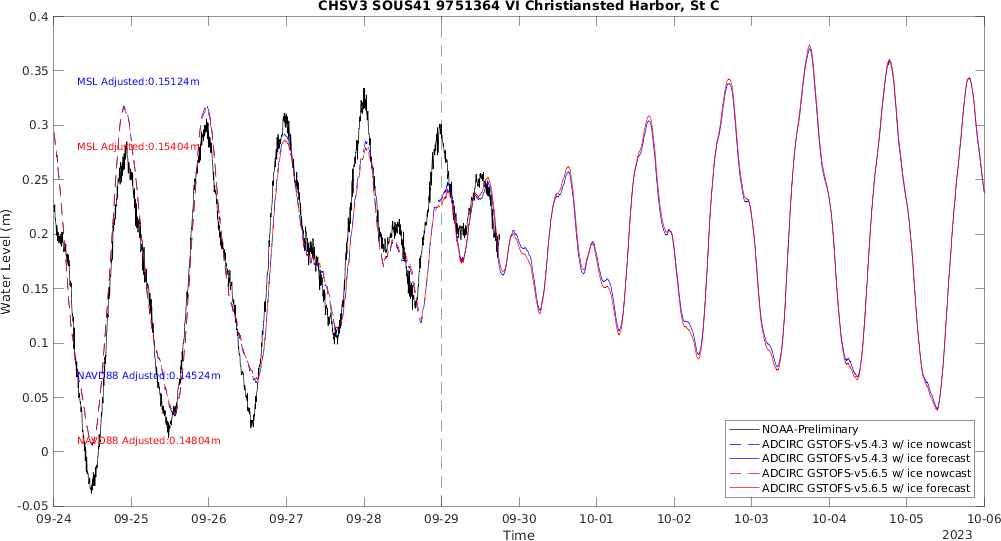 CHSV3 SOUS41 9751364 VI Christiansted Harbor, St C
0.4
0.35
0.3
0.25
0.2
0.15
0.1
0.05
0
-0.05
Water Level (m)
MSL Adjusted:0.15124m
MSL Adjusted:0.15404m
NAVD88 Adjusted:0.14524m
NAVD88 Adjusted:0.14804m
NOAA-Preliminary
ADCIRC GSTOFS-v5.4.3 w/ ice nowcast
ADCIRC GSTOFS-v5.4.3 w/ ice forecast
ADCIRC GSTOFS-v5.6.5 w/ ice nowcast
ADCIRC GSTOFS-v5.6.5 w/ ice forecast
09-24 09-25 09-26 09-27 09-28 09-29 09-30 10-01 10-02 10-03 10-04 10-05 10-06
Time
2023